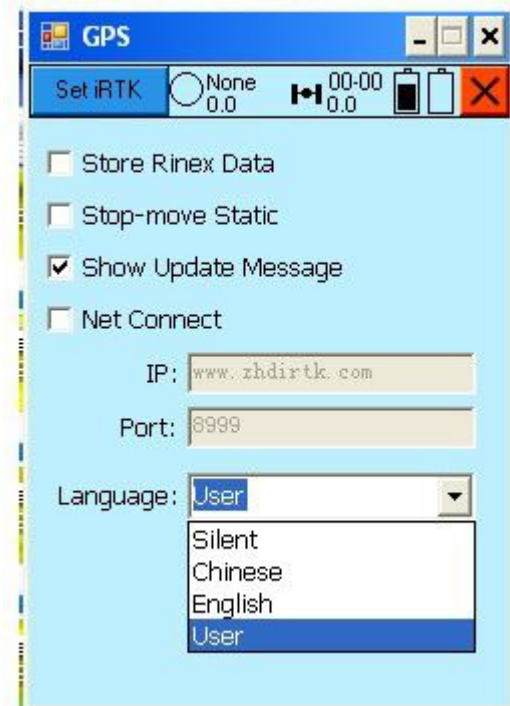 GPS
Set iRTK None 0.0 00-00 0.0
Store Rinex Data
Stop-move Static
Show Update Message
Net Connect
IP: www.zhdirtk.com
Port: 8999
Language: User
Silent
Chinese
English
User